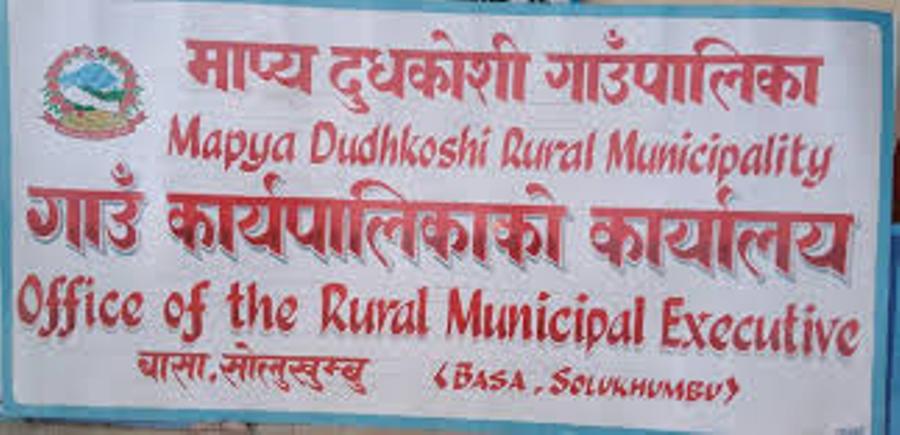 माप्य दुधकोशी गाउँपालिका
Mapya Dudhkoshi Rural Municipality
गाउँ कार्यपालिकाको कार्यालय
Office of the Rural Municipal Executive
बासा, सोलुखुम्बु (BASA, SOLUKHUMBU)